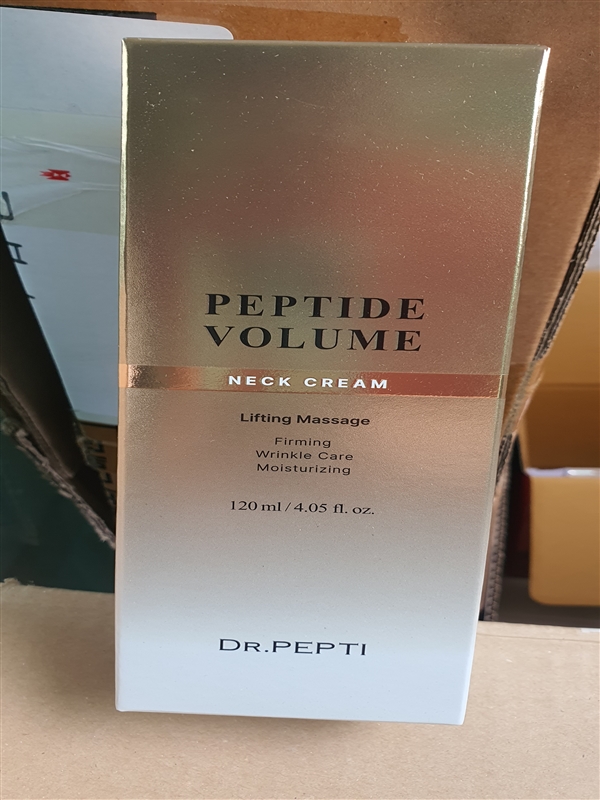 PEPTIDE
VOLUME
NECK CREAM
Lifting Massage
Firming
Wrinkle Care
Moisturizing
120 ml / 4.05 fl. oz.
DR.PEPTI